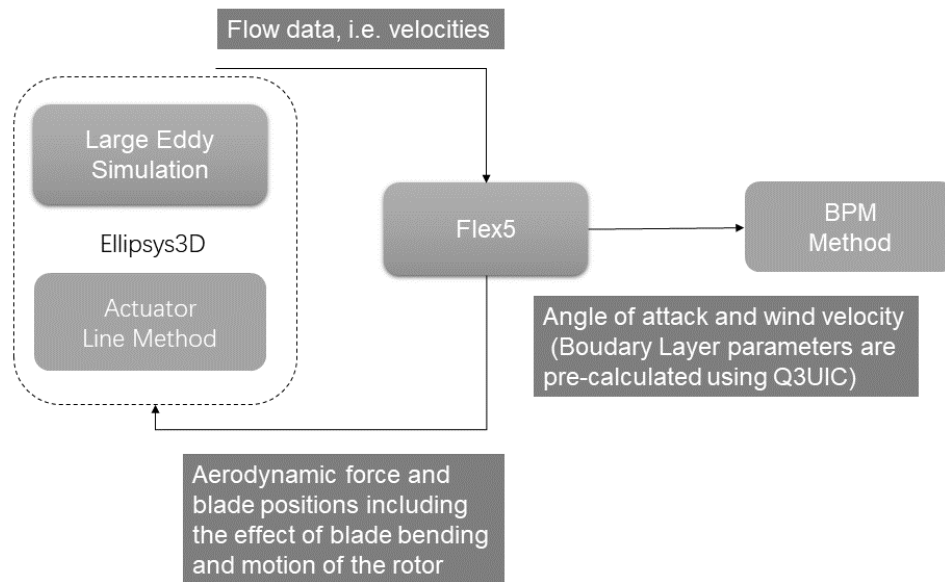 Flow data, i.e. velocities
Large Eddy
Simulation
Ellipsys3D
Actuator
Line Method
Flex5
BPM
Method
Angle of attack and wind velocity
(Boudary Layer parameters are
pre-calculated using Q3UIC)
Aerodynamic force and
blade positions including
the effect of blade bending
and motion of the rotor